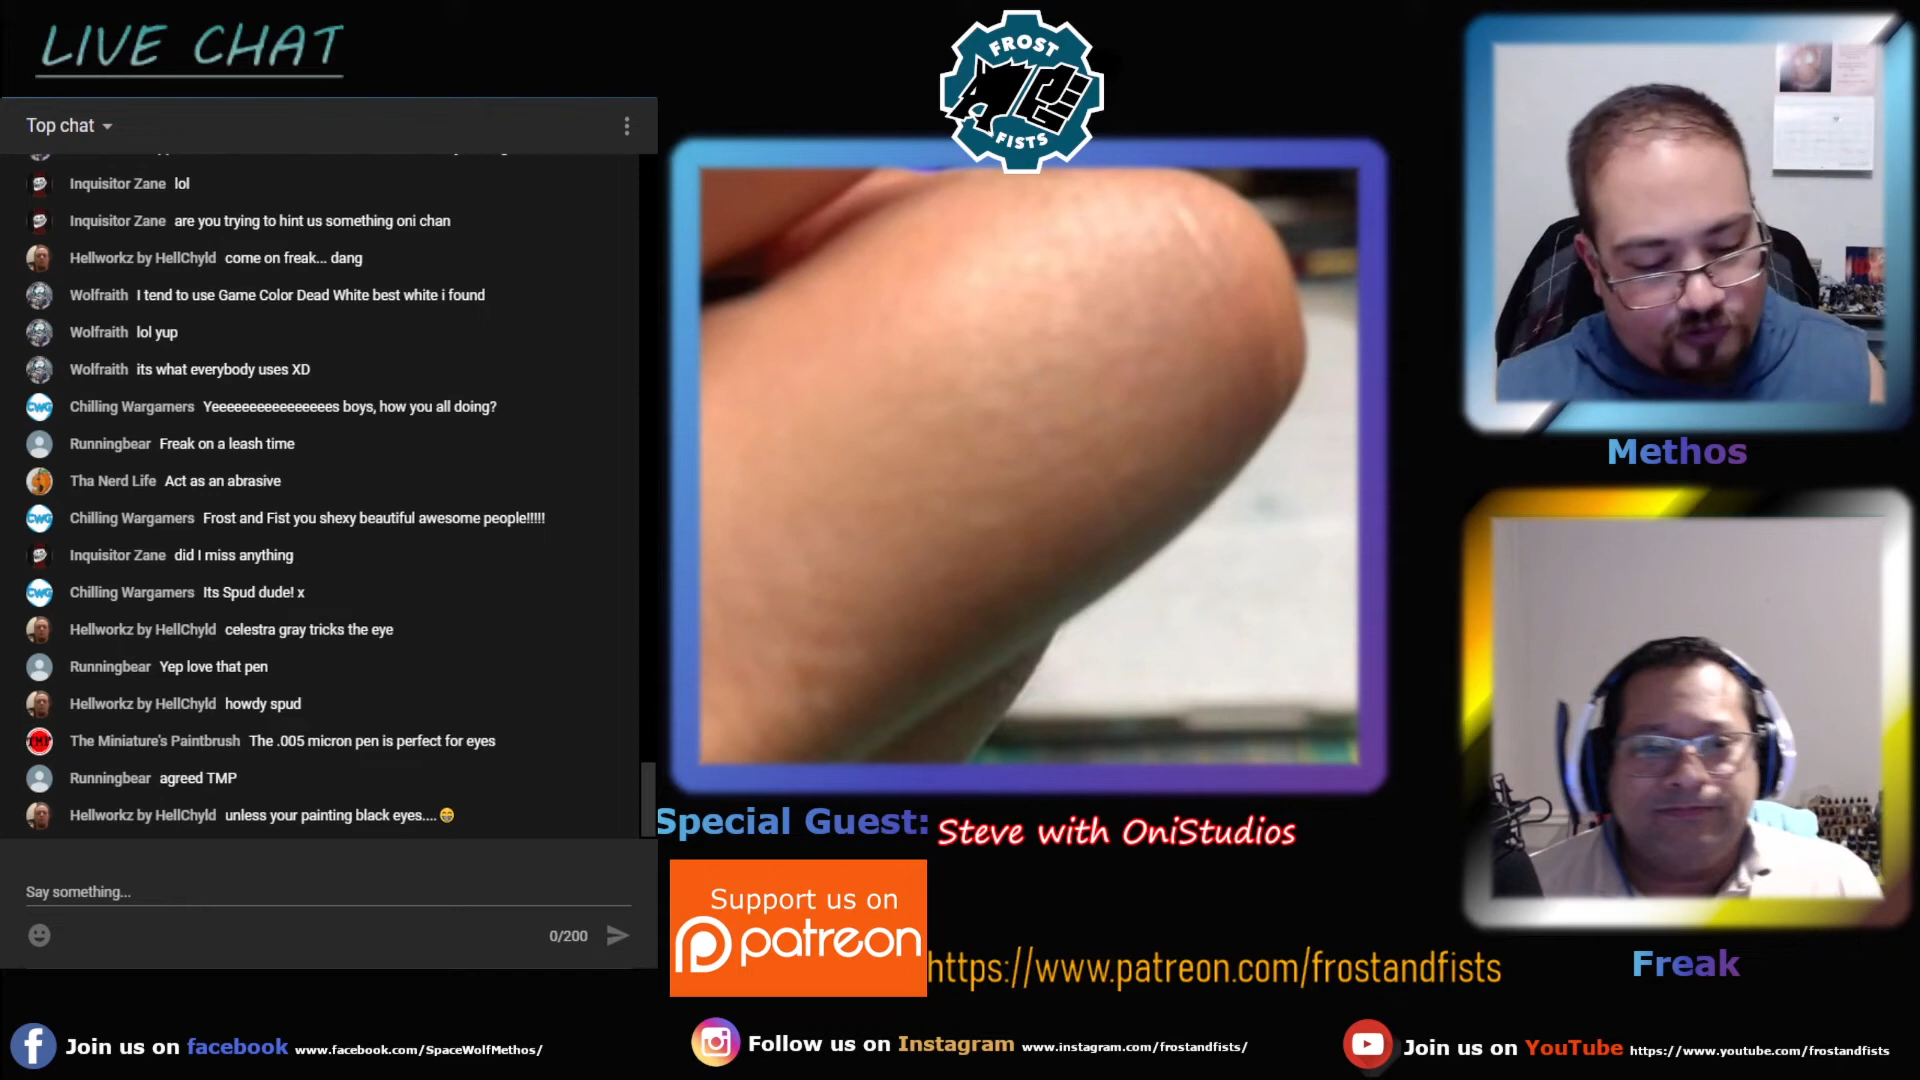 LIVE CHAT
Top chat
Inquisitor Zane lol
Inquisitor Zane are you trying to hint us something oni chan
Hellworkz by HellChyld come on freak... dang
Wolfraith I tend to use Game Color Dead White best white i found
Wolfraith lol yup
Wolfraith its what everybody uses XD
Chilling Wargamers Yeeeeeeeeeeeeeees boys, how you all doing?
Runningbear Freak on a leash time
Tha Nerd Life Act as an abrasive
Chilling Wargamers Frost and Fist you shexy beautiful awesome people!!!!!
Inquisitor Zane did I miss anything
Chilling Wargamers Its Spud dude! x
Hellworkz by HellChyld celestra gray tricks the eye
Runningbear Yep love that pen
Hellworkz by HellChyld howdy spud
The Miniature's Paintbrush The .005 micron pen is perfect for eyes
Runningbear agreed TMP
Hellworkz by HellChyld unless your painting black eyes....😁
Say something...
0/200
FROST
FISTS
Methos
Freak
Special Guest: Steve with OniStudios
Support us on
patreon
https://www.patreon.com/frostandfists
Join us on facebook www.facebook.com/SpaceWolfMethos/
Follow us on Instagram www.instagram.com/frostandfists/
Join us on YouTube https://www.youtube.com/frostandfists